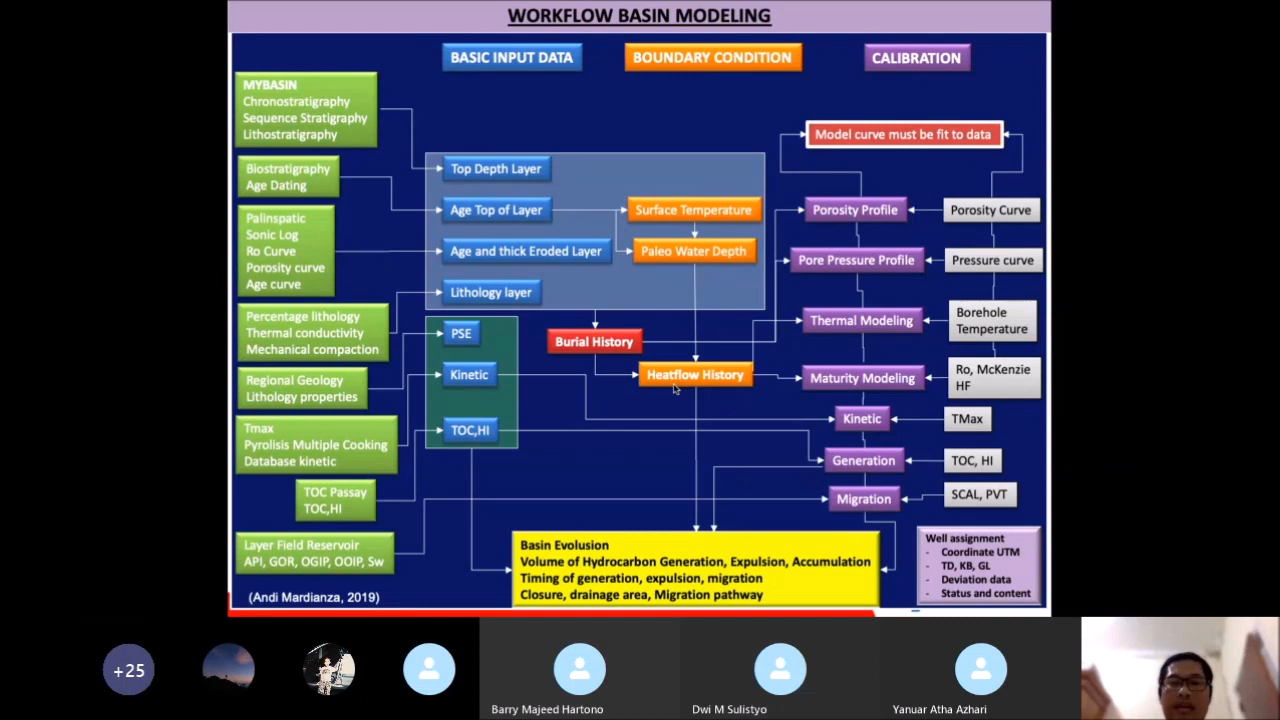 WORKFLOW BASIN MODELING
BASIC INPUT DATA
BOUNDARY CONDITION
CALIBRATION
MYBASIN
Chronostratigraphy
Sequence Stratigraphy
Lithostratigraphy
Biostratigraphy
Age Dating
Palinspatic
Sonic Log
Ro Curve
Porosity curve
Age curve
Percentage lithology
Thermal conductivity
Mechanical compaction
Regional Geology
Lithology properties
Tmax
Pyrolisis Multiple Cooking
Database kinetic
TOC Passay
TOC,HI
Layer Field Reservoir
API, GOR, OGIP, OOIP, Sw
(Andi Mardianza, 2019)
Top Depth Layer
Age Top of Layer
Age and thick Eroded Layer
Lithology layer
PSE
Kinetic
TOC,HI
Surface Temperature
Paleo Water Depth
Burial History
Heatflow History
Model curve must be fit to data
Porosity Profile
Pore Pressure Profile
Thermal Modeling
Maturity Modeling
Kinetic
Generation
Migration
Porosity Curve
Pressure curve
Borehole
Temperature
Ro, McKenzie
HF
TMax
TOC, HI
SCAL, PVT
Basin Evolusion
Volume of Hydrocarbon Generation, Expulsion, Accumulation
Timing of generation, expulsion, migration
Closure, drainage area, Migration pathway
Well assignment
- Coordinate UTM
- TD, KB, GL
- Deviation data
- Status and content
+25
Barry Majeed Hartono
Dwi M Sulistyo
Yanuar Atha Azhari